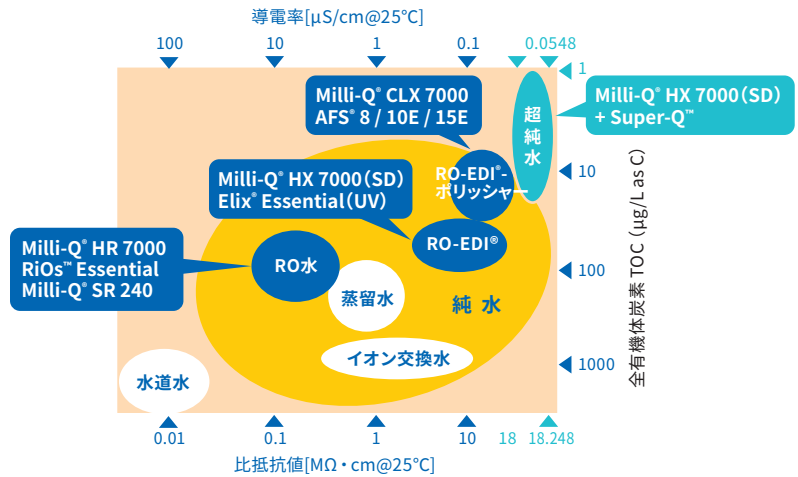 導電率[µS/cm@25℃]
100
10
1
0.1
0.0548
Milli-Q® CLX 7000
AFS® 8 / 10E / 15E
超純水
Milli-Q® HX 7000（SD）
+ Super-Q™
1
10
100
1000
全有機体炭素 TOC（µg/L as C）
RO-EDI®-
ポリッシャー
Milli-Q® HX 7000（SD）
Elix® Essential（UV）
RO-EDI®
Milli-Q® HR 7000
RiOs™ Essential
Milli-Q® SR 240
RO水
蒸留水
純 水
イオン交換水
水道水
0.01
0.1
1
10
18
18.248
比抵抗値[MΩ・cm@25℃]